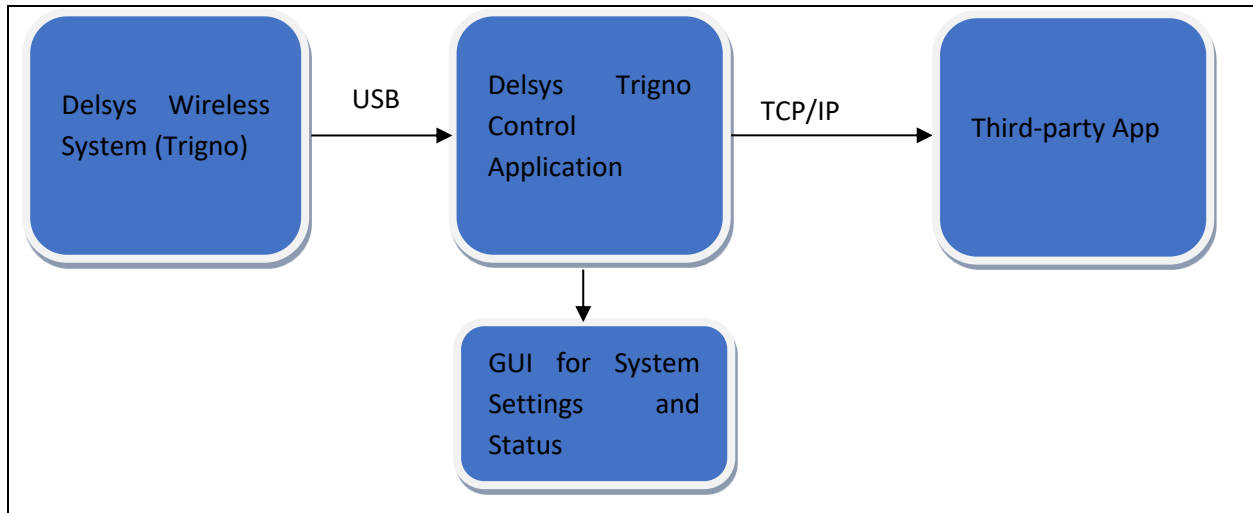 Delsys Wireless
System (Trigno)
USB
Delsys Trigno
Control
Application
TCP/IP
Third-party App
GUI for System
Settings and
Status